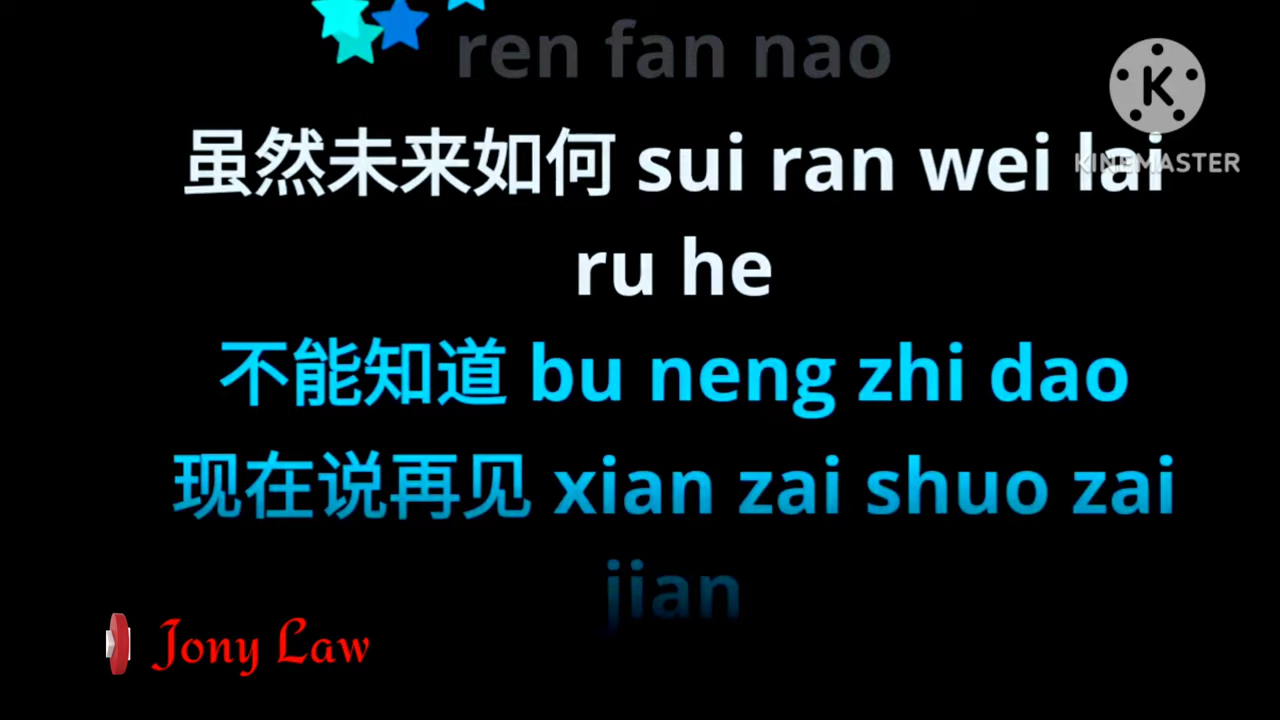 ren fan nao
虽然未来如何 sui ran wei lai
ru he
不能知道 bu neng zhi dao
现在说再见 xian zai shuo zai
jian
K
KINEMASTER
Jony Law